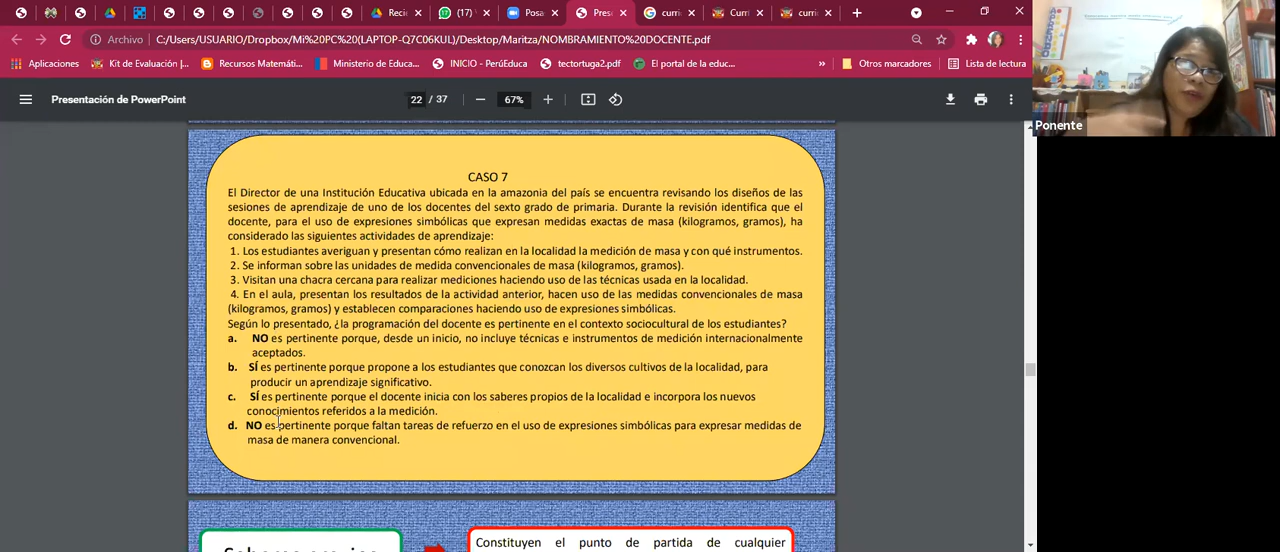 Recie
(17)
Posa
Pres
curric
Curri
curric
Archivo
C:/Users/USUARIO/Dropbox/Mi%20PC%20(LAPTOP-Q7C06KUL)/Desktop/Maritza/NOMBRAMIENTO%20DOCENTE.pdf
Aplicaciones
Kit de Evaluación |...
Recursos Matemáti...
Ministerio de Educa...
INICIO - PerúEduca
tectortuga2.pdf
El portal de la educ...
»
Otros marcadores
Lista de lectura
Presentación de PowerPoint
22 / 37
67%
Ponente
CASO 7
El Director de una Institución Educativa ubicada en la amazonia del país se encuentra revisando los diseños de las
sesiones de aprendizaje de uno de los docentes del sexto grado de primaria. Durante la revisión identifica que el
docente, para el uso de expresiones simbólicas que expresan medidas exactas de masa (kilogramos, gramos), ha
considerado las siguientes actividades de aprendizaje:
1. Los estudiantes averiguan y presentan cómo realizan en la localidad la medición de masa y con qué instrumentos.
2. Se informan sobre las unidades de medida convencionales de masa (kilogramos, gramos).
3. Visitan una chacra cercana para realizar mediciones haciendo uso de las técnicas usada en la localidad.
4. En el aula, presentan los resultados de la actividad anterior, hacen uso de las medidas convencionales de masa
(kilogramos, gramos) y establecen comparaciones haciendo uso de expresiones simbólicas.
Según lo presentado, ¿la programación del docente es pertinente en el contexto sociocultural de los estudiantes?
a. NO es pertinente porque, desde un inicio, no incluye técnicas e instrumentos de medición internacionalmente
aceptados.
b. SÍ es pertinente porque propone a los estudiantes que conozcan los diversos cultivos de la localidad, para
producir un aprendizaje significativo.
c. SÍ es pertinente porque el docente inicia con los saberes propios de la localidad e incorpora los nuevos
conocimientos referidos a la medición.
d. NO es pertinente porque faltan tareas de refuerzo en el uso de expresiones simbólicas para expresar medidas de
masa de manera convencional.
Constituyen el punto de partida de cualquier